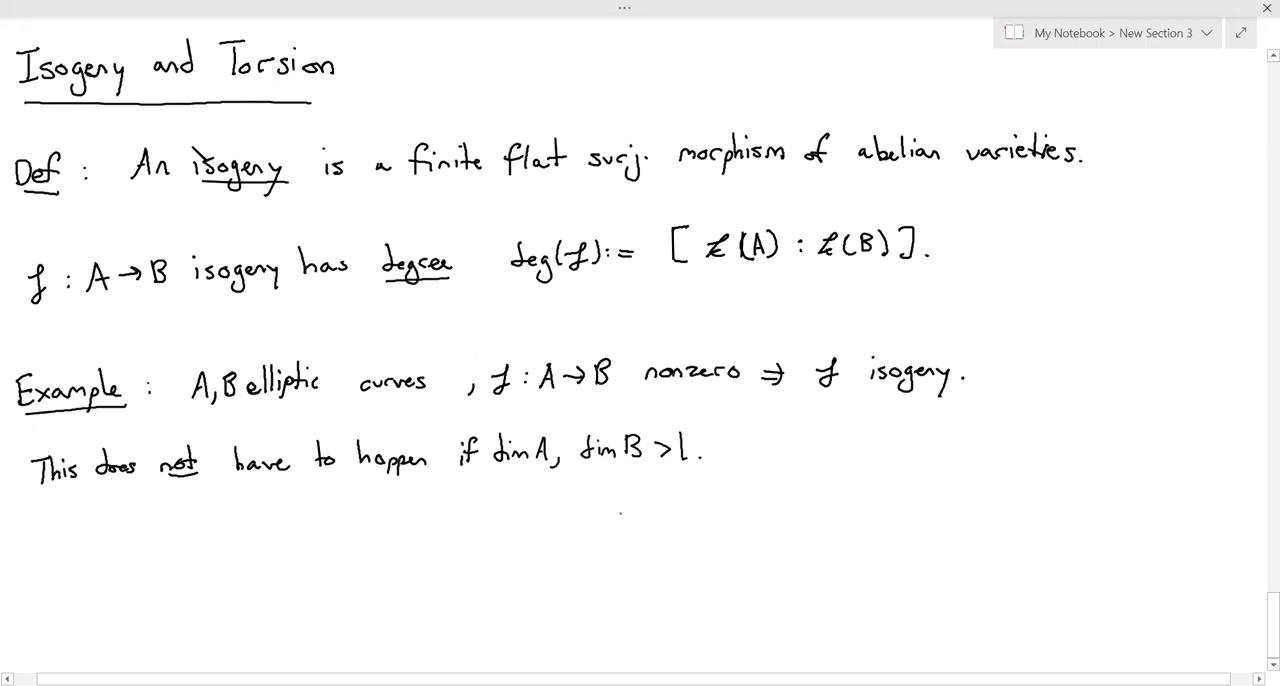 My Notebook > New Section 3
Isogeny and Torsion
Def : An isogeny is a finite flat surj. morphism of abelian varieties.
f : A → B isogeny has degree deg(f) := [ k(A) : k(B) ].
Example : A, B elliptic curves , f : A → B nonzero ⇒ f isogeny.
This does not have to happen if dim A, dim B > 1.